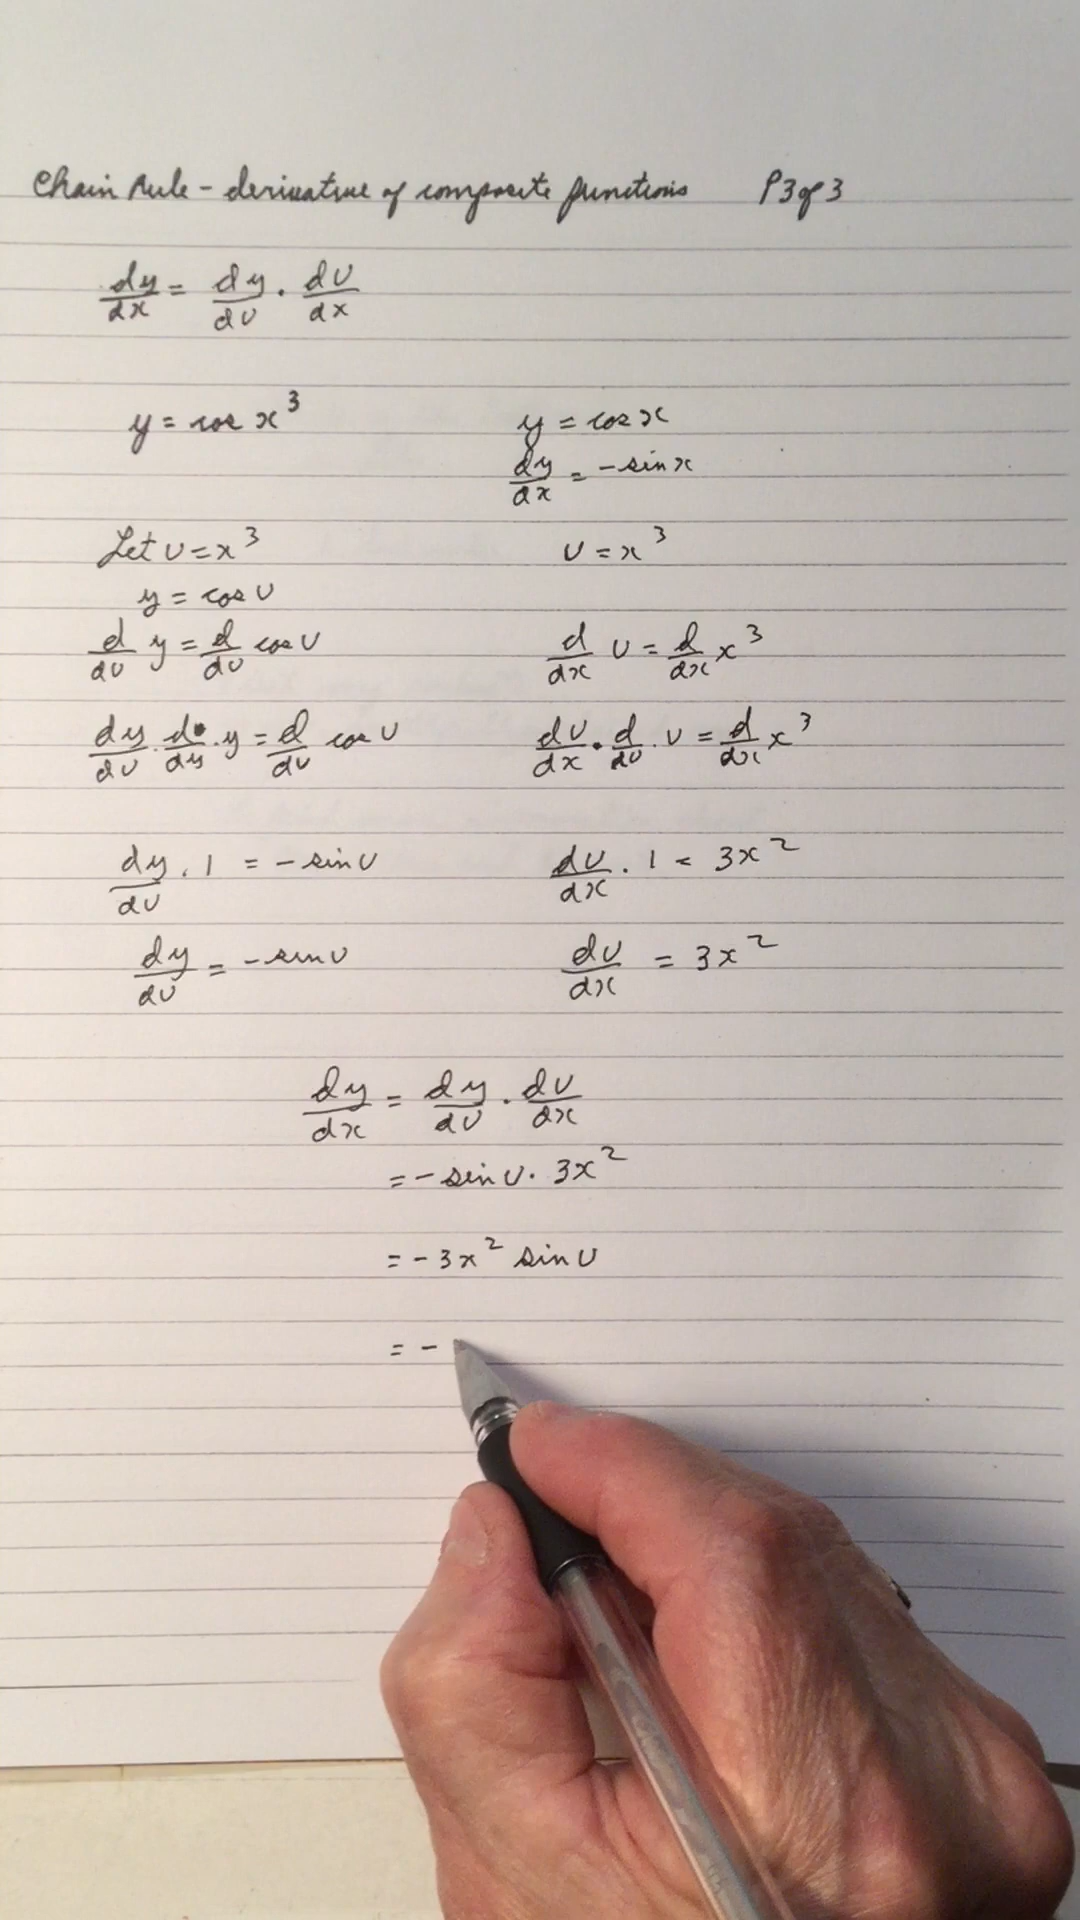 Chain Rule - derivative of composite functions P3 of 3
dy/dx = dy/dU · dU/dx
y = cos x³ y = cos x
dy/dx = - sin x
Let U = x³ U = x³
y = cos U
d/dU y = d/dU cos U d/dx U = d/dx x³
dy/dU · d/dy · y = d/dU cos U dU/dx · d/dU · U = d/dx x³
dy/dU · 1 = - sin U dU/dx · 1 = 3x²
dy/dU = - sin U dU/dx = 3x²
dy/dx = dy/dU · dU/dx
= - sin U · 3x²
= - 3x² sin U
= -